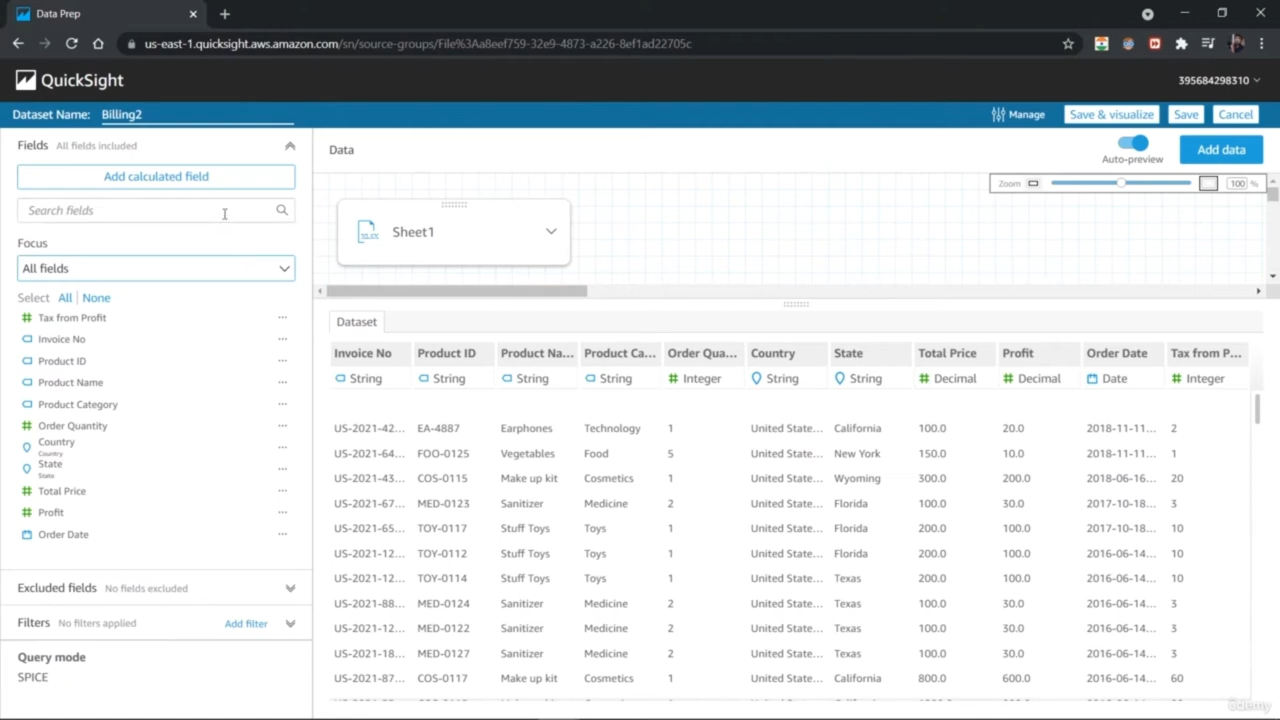 Data Prep
us-east-1.quicksight.aws.amazon.com/sn/source-groups/File%3Aa8eef759-32e9-4873-a226-8ef1ad22705c
QuickSight
395684298310
Dataset Name: Billing2
Manage
Save & visualize
Save
Cancel
Fields All fields included
Add calculated field
Search fields
Focus
All fields
Select All | None
Tax from Profit
Invoice No
Product ID
Product Name
Product Category
Order Quantity
Country
Country
State
State
Total Price
Profit
Order Date
Excluded fields No fields excluded
Filters No filters applied Add filter
Query mode
SPICE
Data
Auto-preview
Add data
Zoom 100 %
Sheet1
Dataset
Invoice No Product ID Product Na... Product Ca... Order Qua... Country State Total Price Profit Order Date Tax from P...
String String String String Integer String String Decimal Decimal Date Integer
US-2021-42... EA-4887 Earphones Technology 1 United State... California 100.0 20.0 2018-11-11... 2
US-2021-64... FOO-0125 Vegetables Food 5 United State... New York 150.0 10.0 2018-11-11... 1
US-2021-43... COS-0115 Make up kit Cosmetics 1 United State... Wyoming 300.0 200.0 2018-06-16... 20
US-2021-67... MED-0123 Sanitizer Medicine 2 United State... Florida 100.0 30.0 2017-10-18... 3
US-2021-65... TOY-0117 Stuff Toys Toys 1 United State... Florida 200.0 100.0 2017-10-18... 10
US-2021-12... TOY-0112 Stuff Toys Toys 1 United State... Florida 200.0 100.0 2016-06-14... 10
US-2021-12... TOY-0114 Stuff Toys Toys 1 United State... Texas 200.0 100.0 2016-06-14... 10
US-2021-88... MED-0124 Sanitizer Medicine 2 United State... Texas 100.0 30.0 2016-06-14... 3
US-2021-12... MED-0122 Sanitizer Medicine 2 United State... Texas 100.0 30.0 2016-06-14... 3
US-2021-18... MED-0127 Sanitizer Medicine 2 United State... Texas 100.0 30.0 2016-06-14... 3
US-2021-87... COS-0117 Make up kit Cosmetics 1 United State... California 800.0 600.0 2016-06-14... 60